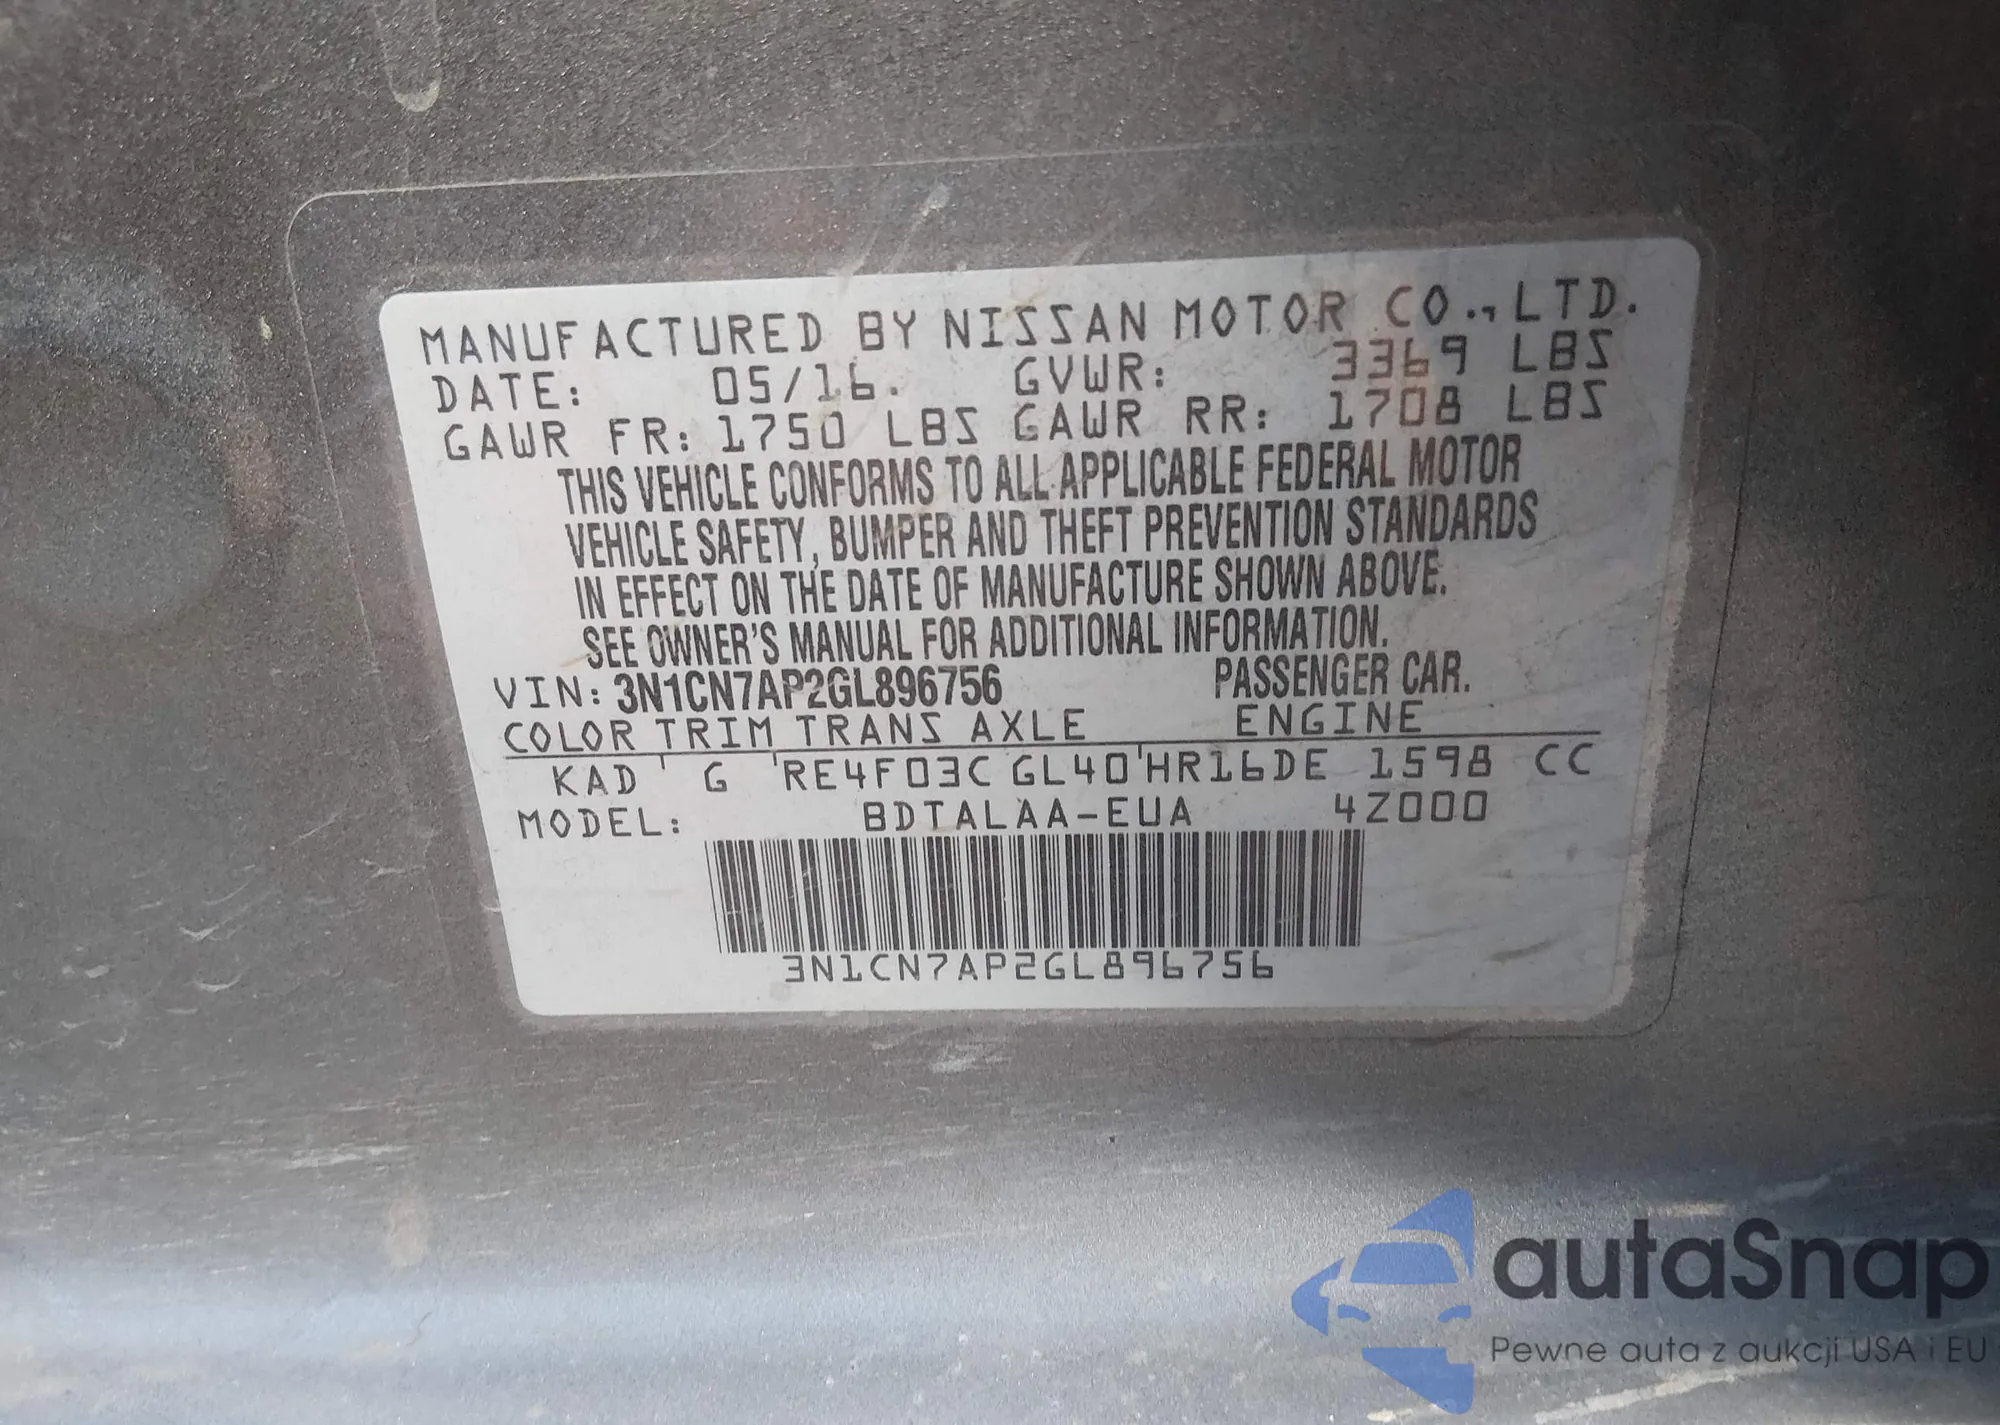 MANUFACTURED BY NISSAN MOTOR CO., LTD.
DATE: 05/16. GVWR: 3369 LBS
GAWR FR: 1750 LBS GAWR RR: 1708 LBS
THIS VEHICLE CONFORMS TO ALL APPLICABLE FEDERAL MOTOR
VEHICLE SAFETY, BUMPER AND THEFT PREVENTION STANDARDS
IN EFFECT ON THE DATE OF MANUFACTURE SHOWN ABOVE.
SEE OWNER'S MANUAL FOR ADDITIONAL INFORMATION.
VIN: 3N1CN7AP2GL896756 PASSENGER CAR.
COLOR TRIM TRANS AXLE ENGINE
KAD ' G ' RE4F03C GL40 ' HR16DE 1598 CC
MODEL: BDTALAA-EUA 4Z000
3N1CN7AP2GL896756
autaSnap
Pewne auta z aukcji USA i EU